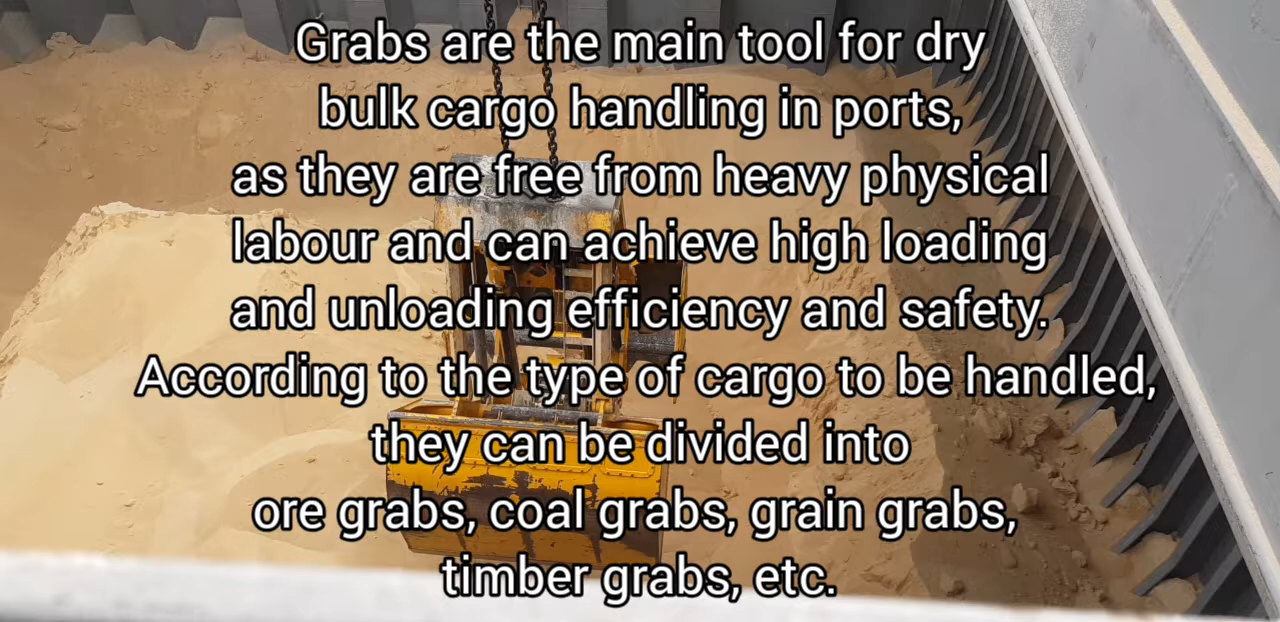 Grabs are the main tool for dry
bulk cargo handling in ports,
as they are free from heavy physical
labour and can achieve high loading
and unloading efficiency and safety.
According to the type of cargo to be handled,
they can be divided into
ore grabs, coal grabs, grain grabs,
timber grabs, etc.